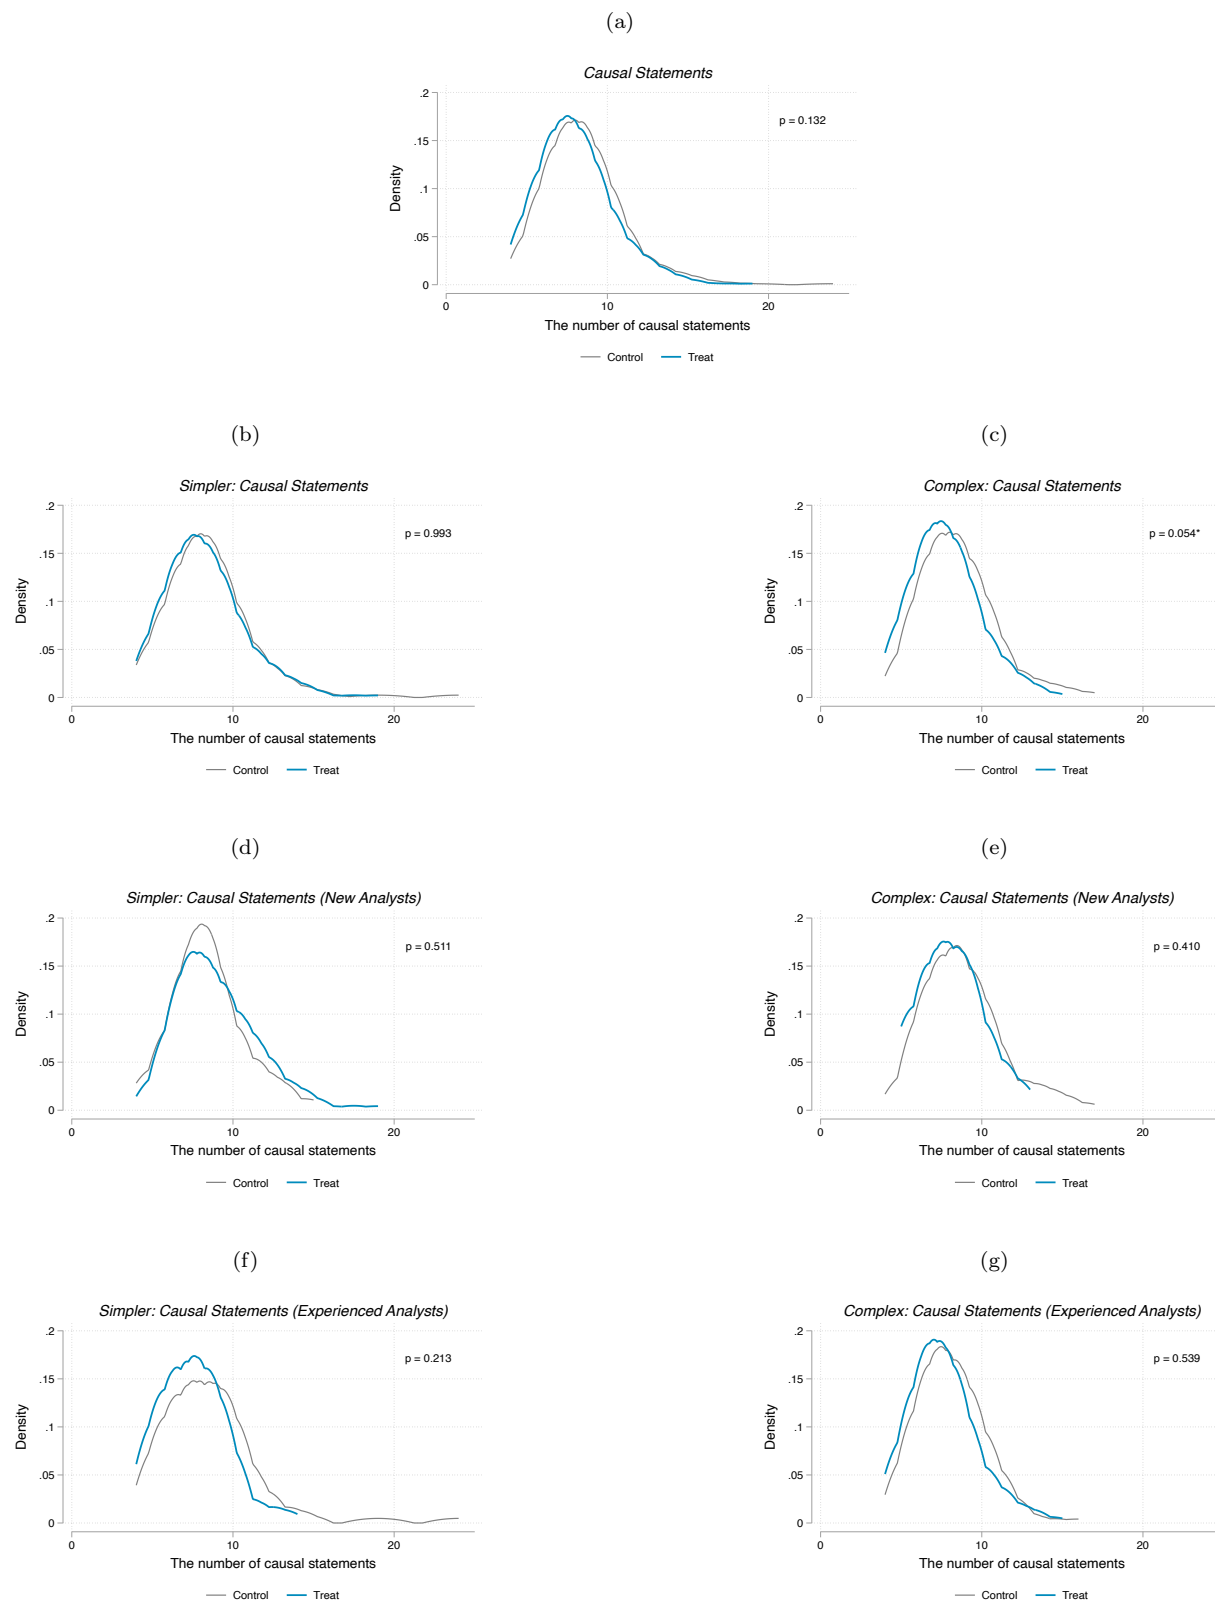 (a)
Causal Statements
p = 0.132
Density
.2
.15
.1
.05
0
0 10 20
The number of causal statements
Control Treat
(b)
Simpler: Causal Statements
p = 0.993
Density
.2
.15
.1
.05
0
0 10 20
The number of causal statements
Control Treat
(c)
Complex: Causal Statements
p = 0.054*
Density
.2
.15
.1
.05
0
0 10 20
The number of causal statements
Control Treat
(d)
Simpler: Causal Statements (New Analysts)
p = 0.511
Density
.2
.15
.1
.05
0
0 10 20
The number of causal statements
Control Treat
(e)
Complex: Causal Statements (New Analysts)
p = 0.410
Density
.2
.15
.1
.05
0
0 10 20
The number of causal statements
Control Treat
(f)
Simpler: Causal Statements (Experienced Analysts)
p = 0.213
Density
.2
.15
.1
.05
0
0 10 20
The number of causal statements
Control Treat
(g)
Complex: Causal Statements (Experienced Analysts)
p = 0.539
Density
.2
.15
.1
.05
0
0 10 20
The number of causal statements
Control Treat